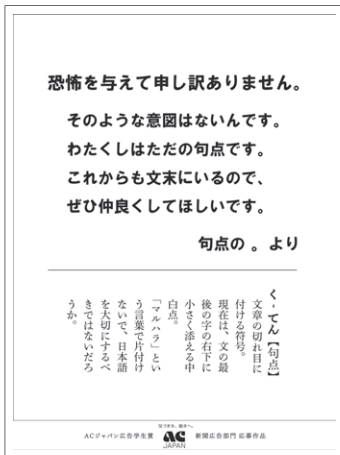 恐怖を与えて申し訳ありません。
そのような意図はないんです。
わたくしはただの句点です。
これからも文末にいるので、
ぜひ仲良くしてほしいです。
句点の 。 より
く‐てん【句点】
文章の切れ目に
付ける符号。
現在は、文の最
後の字の右下に
小さく添える中
白点。
「マルハラ」とい
う言葉で片付け
ないで、日本語
を大切にするべ
きではないだろ
うか。
ACジャパン広告学生賞
気づきを、動きへ。
AC
JAPAN
新聞広告部門 応募作品